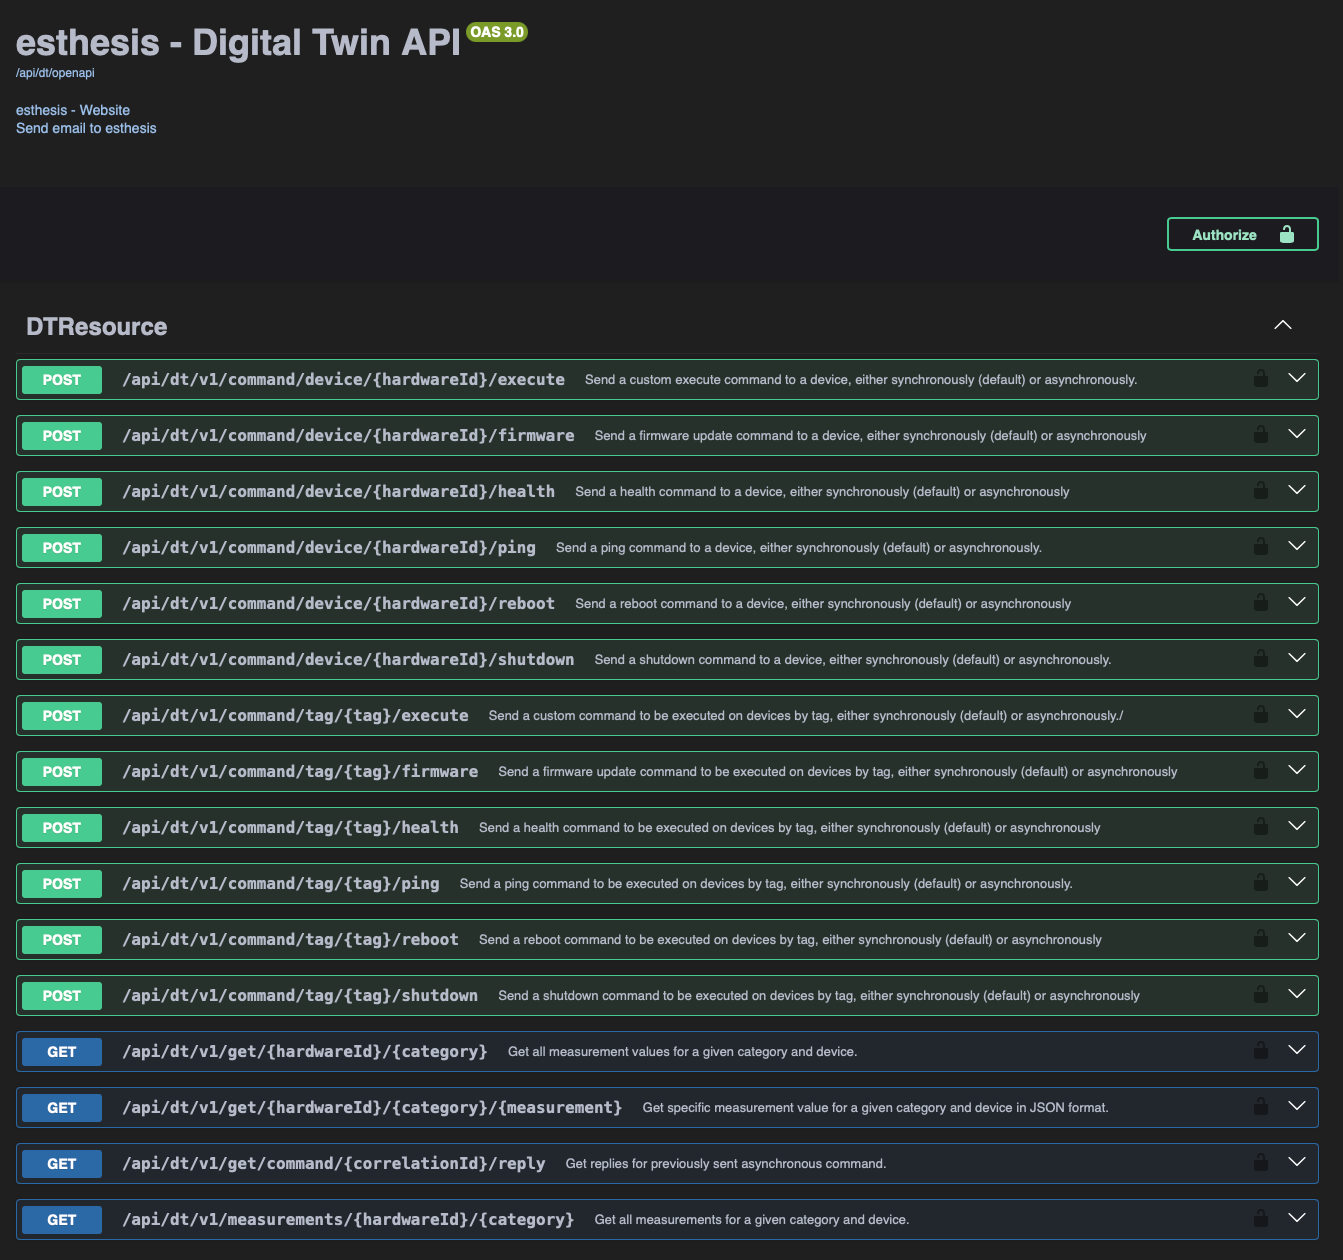 esthesis - Digital Twin API OAS 3.0
/api/dt/openapi
esthesis - Website
Send email to esthesis
Authorize
DTResource
POST /api/dt/v1/command/device/{hardwareId}/execute Send a custom execute command to a device, either synchronously (default) or asynchronously.
POST /api/dt/v1/command/device/{hardwareId}/firmware Send a firmware update command to a device, either synchronously (default) or asynchronously
POST /api/dt/v1/command/device/{hardwareId}/health Send a health command to a device, either synchronously (default) or asynchronously
POST /api/dt/v1/command/device/{hardwareId}/ping Send a ping command to a device, either synchronously (default) or asynchronously.
POST /api/dt/v1/command/device/{hardwareId}/reboot Send a reboot command to a device, either synchronously (default) or asynchronously
POST /api/dt/v1/command/device/{hardwareId}/shutdown Send a shutdown command to a device, either synchronously (default) or asynchronously.
POST /api/dt/v1/command/tag/{tag}/execute Send a custom command to be executed on devices by tag, either synchronously (default) or asynchronously./
POST /api/dt/v1/command/tag/{tag}/firmware Send a firmware update command to be executed on devices by tag, either synchronously (default) or asynchronously
POST /api/dt/v1/command/tag/{tag}/health Send a health command to be executed on devices by tag, either synchronously (default) or asynchronously
POST /api/dt/v1/command/tag/{tag}/ping Send a ping command to be executed on devices by tag, either synchronously (default) or asynchronously.
POST /api/dt/v1/command/tag/{tag}/reboot Send a reboot command to be executed on devices by tag, either synchronously (default) or asynchronously
POST /api/dt/v1/command/tag/{tag}/shutdown Send a shutdown command to be executed on devices by tag, either synchronously (default) or asynchronously
GET /api/dt/v1/get/{hardwareId}/{category} Get all measurement values for a given category and device.
GET /api/dt/v1/get/{hardwareId}/{category}/{measurement} Get specific measurement value for a given category and device in JSON format.
GET /api/dt/v1/get/command/{correlationId}/reply Get replies for previously sent asynchronous command.
GET /api/dt/v1/measurements/{hardwareId}/{category} Get all measurements for a given category and device.